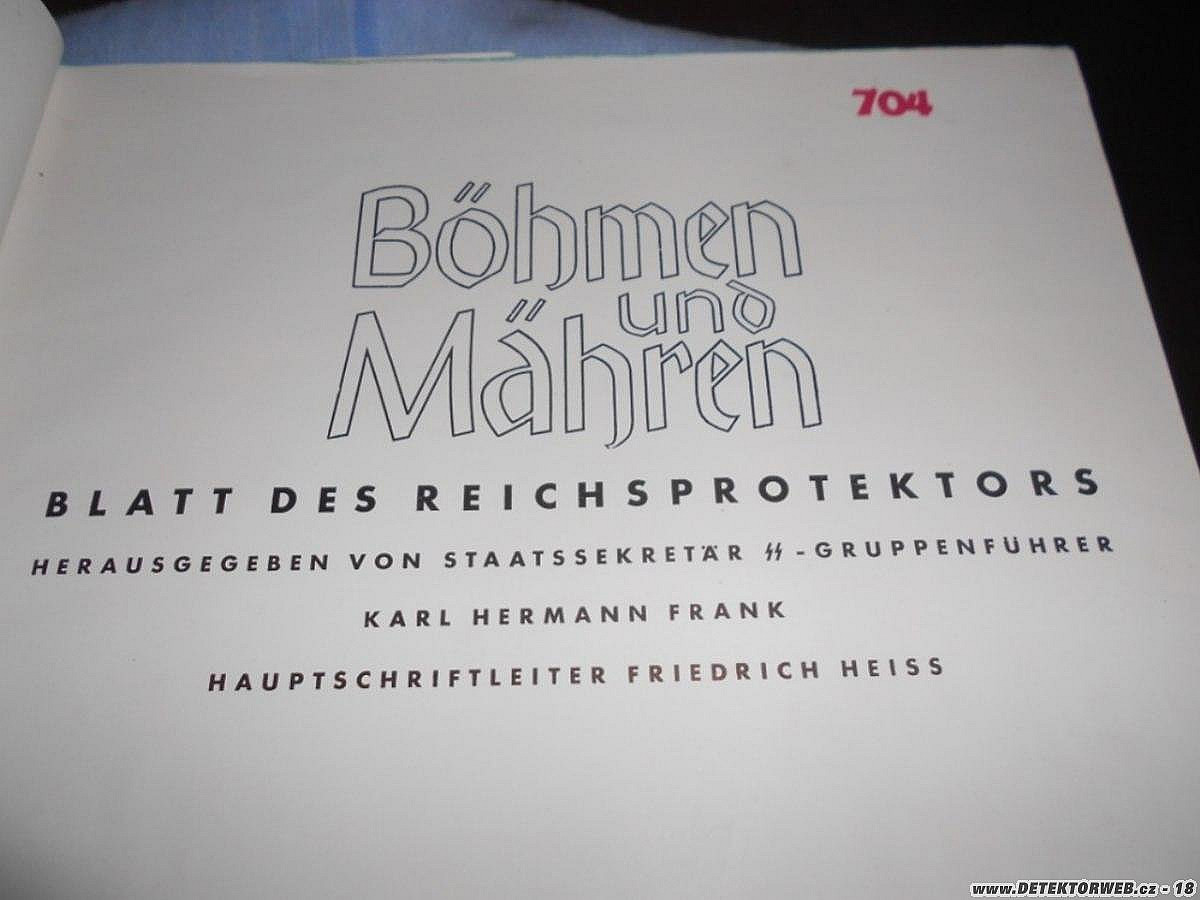 704
Böhmen
und
Mähren
BLATT DES REICHSPROTEKTORS
HERAUSGEGEBEN VON STAATSSEKRETÄR ᛋᛋ-GRUPPENFÜHRER
KARL HERMANN FRANK
HAUPTSCHRIFTLEITER FRIEDRICH HEISS
www.DETEKTORWEB.cz - 18